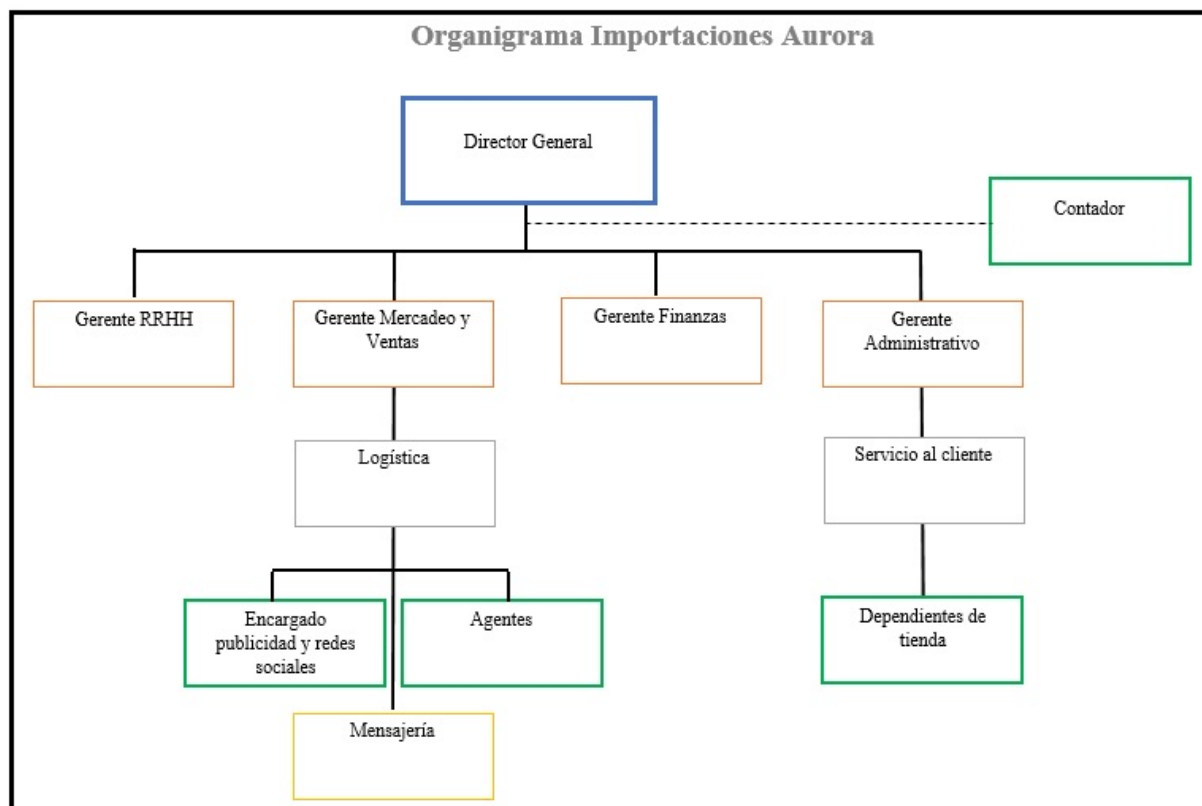 Organigrama Importaciones Aurora
Director General
Contador
Gerente RRHH
Gerente Mercadeo y
Ventas
Gerente Finanzas
Gerente
Administrativo
Logística
Servicio al cliente
Encargado
publicidad y redes
sociales
Agentes
Dependientes de
tienda
Mensajería